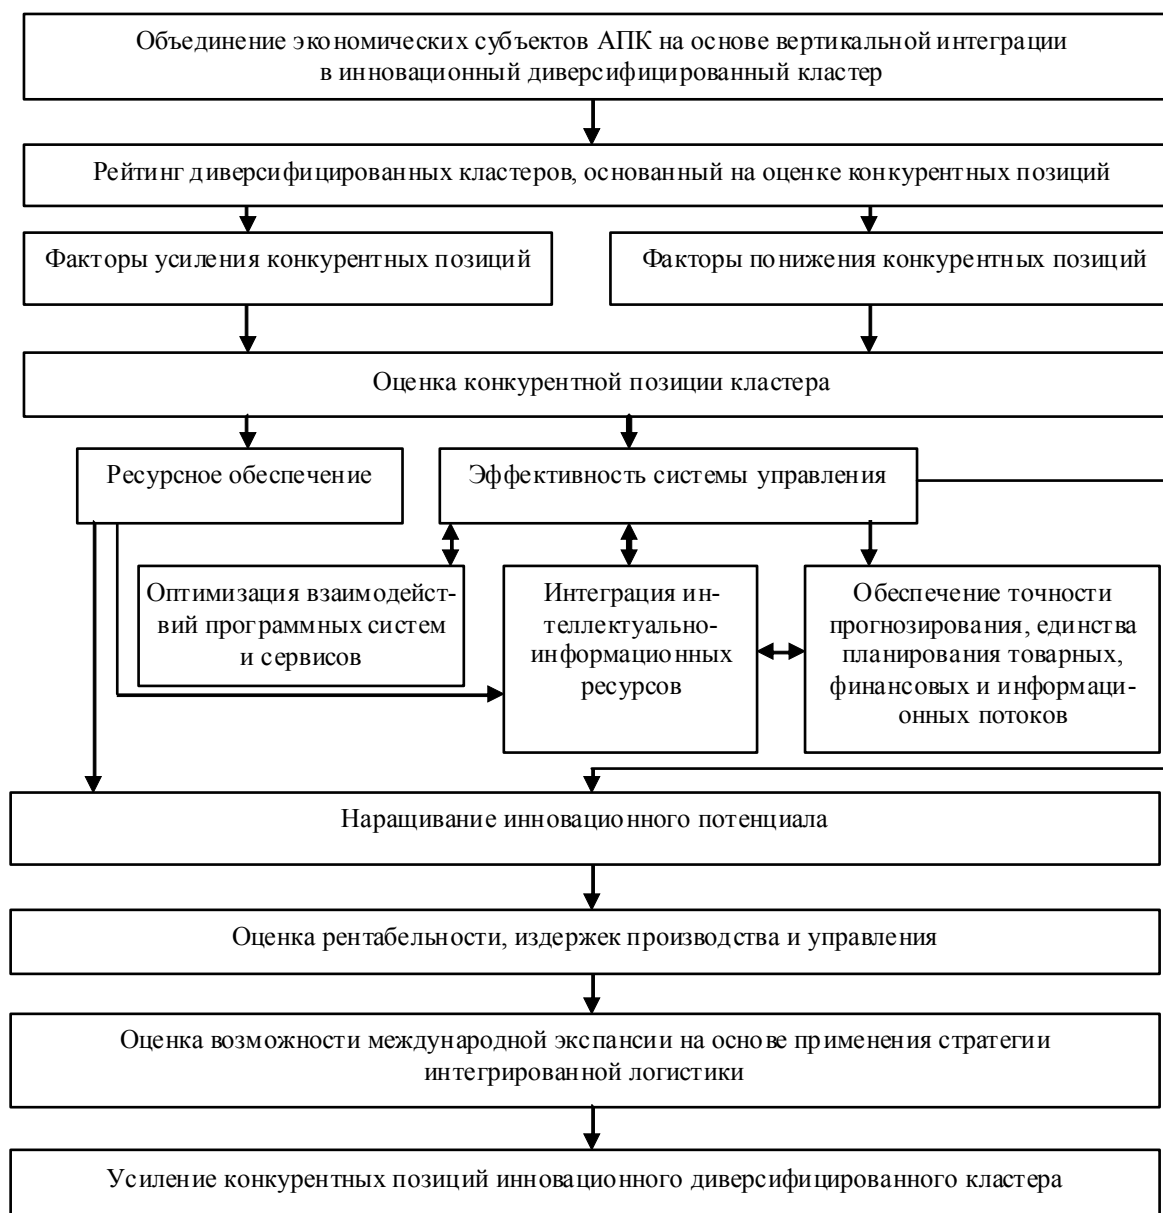 Объединение экономических субъектов АПК на основе вертикальной интеграции
в инновационный диверсифицированный кластер
Рейтинг диверсифицированных кластеров, основанный на оценке конкурентных позиций
Факторы усиления конкурентных позиций
Факторы понижения конкурентных позиций
Оценка конкурентной позиции кластера
Ресурсное обеспечение
Эффективность системы управления
Оптимизация взаимодейст-
вий программных систем
и сервисов
Интеграция ин-
теллектуально-
информационных
ресурсов
Обеспечение точности
прогнозирования, единства
планирования товарных,
финансовых и информаци-
онных потоков
Наращивание инновационного потенциала
Оценка рентабельности, издержек производства и управления
Оценка возможности международной экспансии на основе применения стратегии
интегрированной логистики
Усиление конкурентных позиций инновационного диверсифицированного кластера